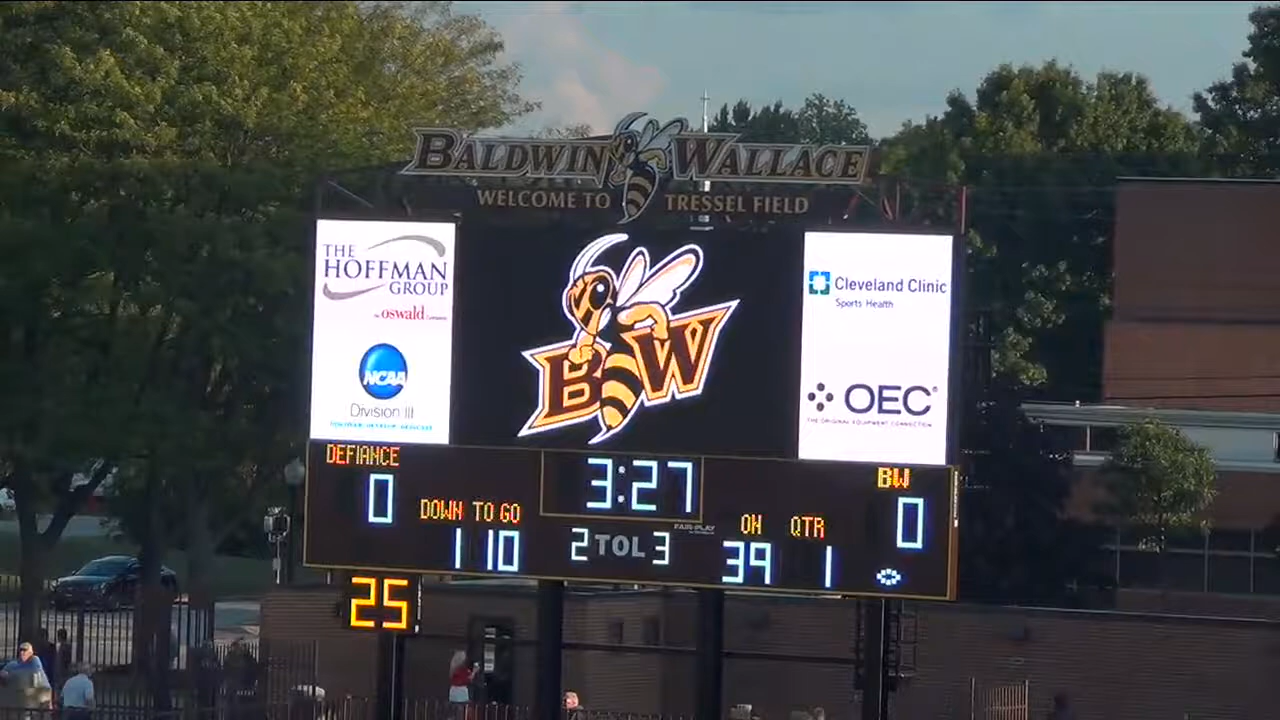 BALDWIN WALLACE
WELCOME TO TRESSEL FIELD
THE
HOFFMAN
GROUP
oswald
NCAA
Division III
BW
Cleveland Clinic
Sports Health
OEC
THE ORIGINAL EQUIPMENT CONNECTION
DEFIANCE
0
3:27
BW
0
DOWN TO GO
1 10
2 TOL 3
FAIR-PLAY
ON QTR
39 1
25